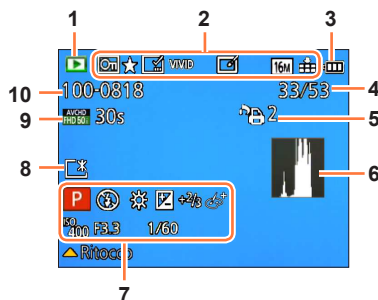 1 2 3
VIVID 16M
10 100-0818 33/53 4
9 AVCHD FHD 50i 30s 2 5
8 6
P +2/3
ISO 400 F3.3 1/60
Ritocco
7